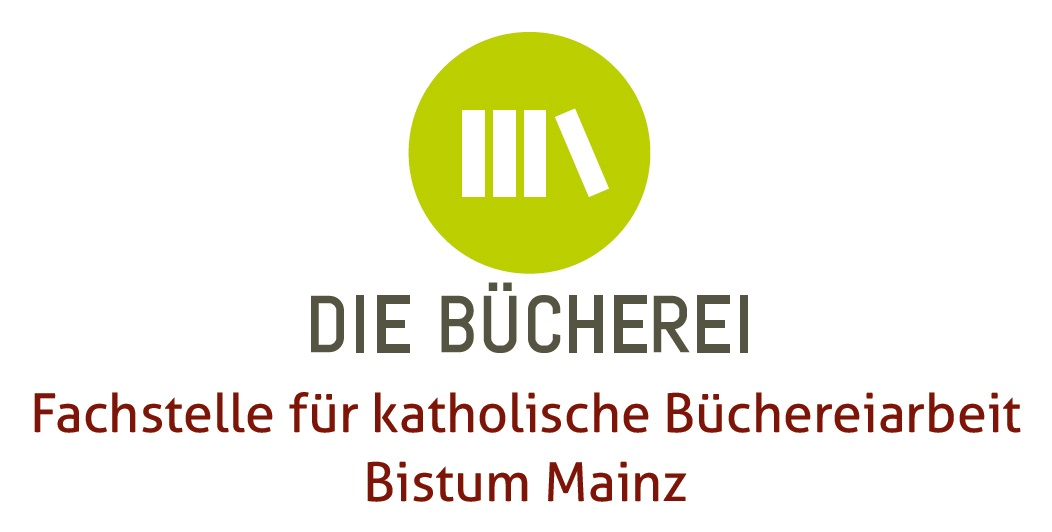 DIE BÜCHEREI
Fachstelle für katholische Büchereiarbeit
Bistum Mainz